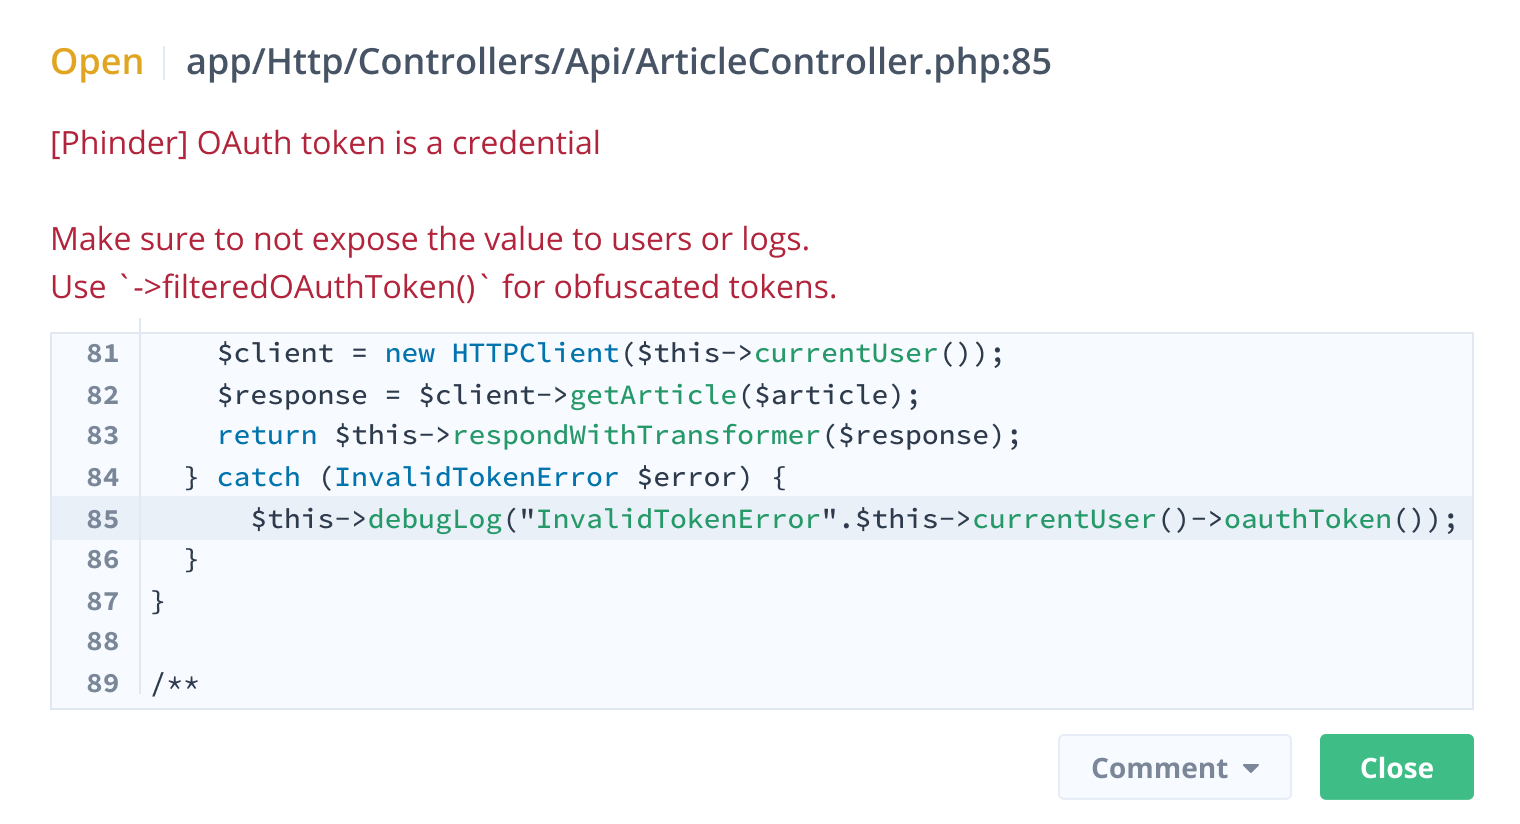 Open app/Http/Controllers/Api/ArticleController.php:85
[Phinder] OAuth token is a credential
Make sure to not expose the value to users or logs.
Use `->filteredOAuthToken()` for obfuscated tokens.
81 $client = new HTTPClient($this->currentUser());
82 $response = $client->getArticle($article);
83 return $this->respondWithTransformer($response);
84 } catch (InvalidTokenError $error) {
85 $this->debugLog("InvalidTokenError".$this->currentUser()->oauthToken());
86 }
87 }
88
89 /**
Comment
Close